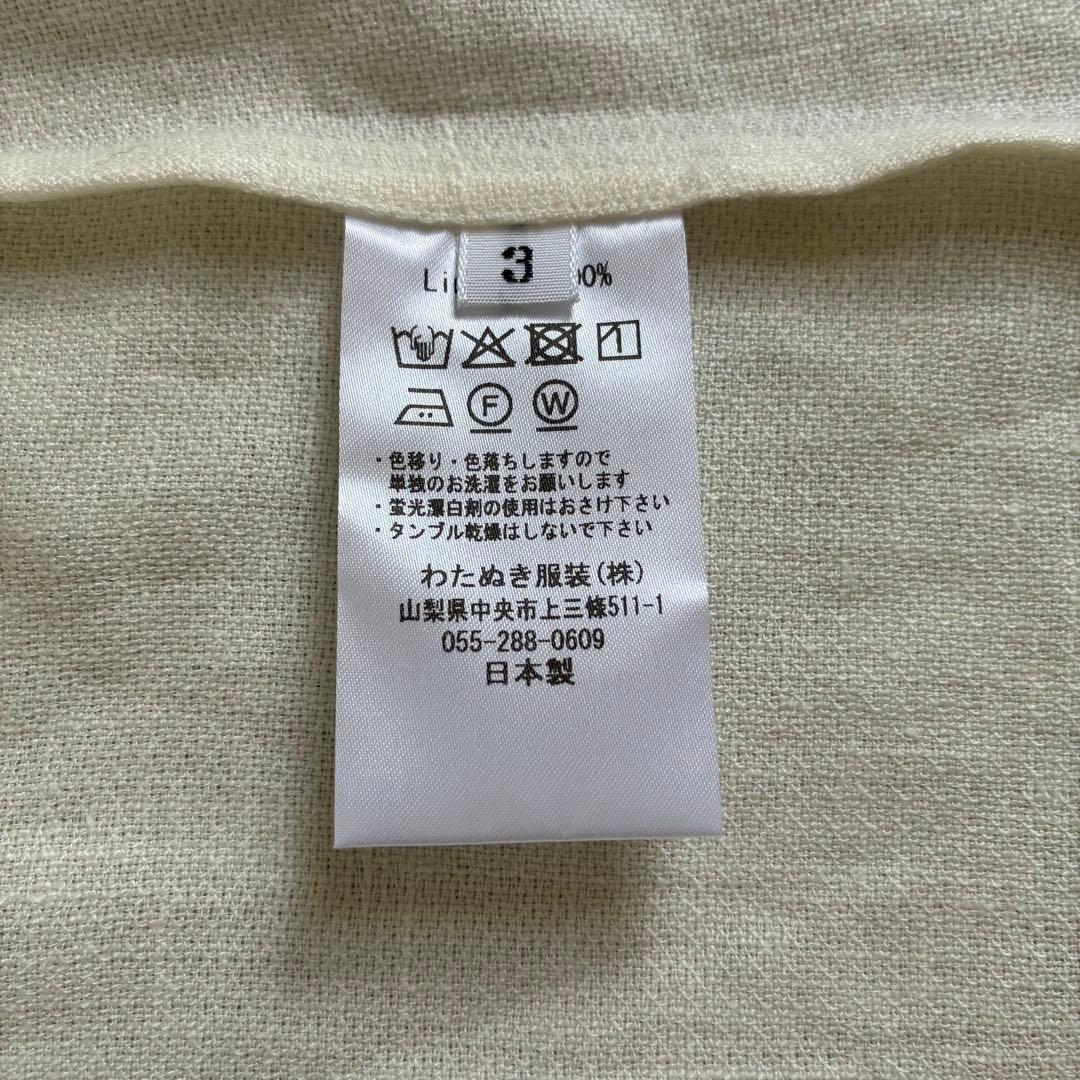 3
00%
F W
・色移り・色落ちしますので
単独のお洗濯をお願いします
・蛍光漂白剤の使用はおさけ下さい
・タンブル乾燥はしないで下さい
わたぬき服装(株)
山梨県中央市上三條511-1
055-288-0609
日本製